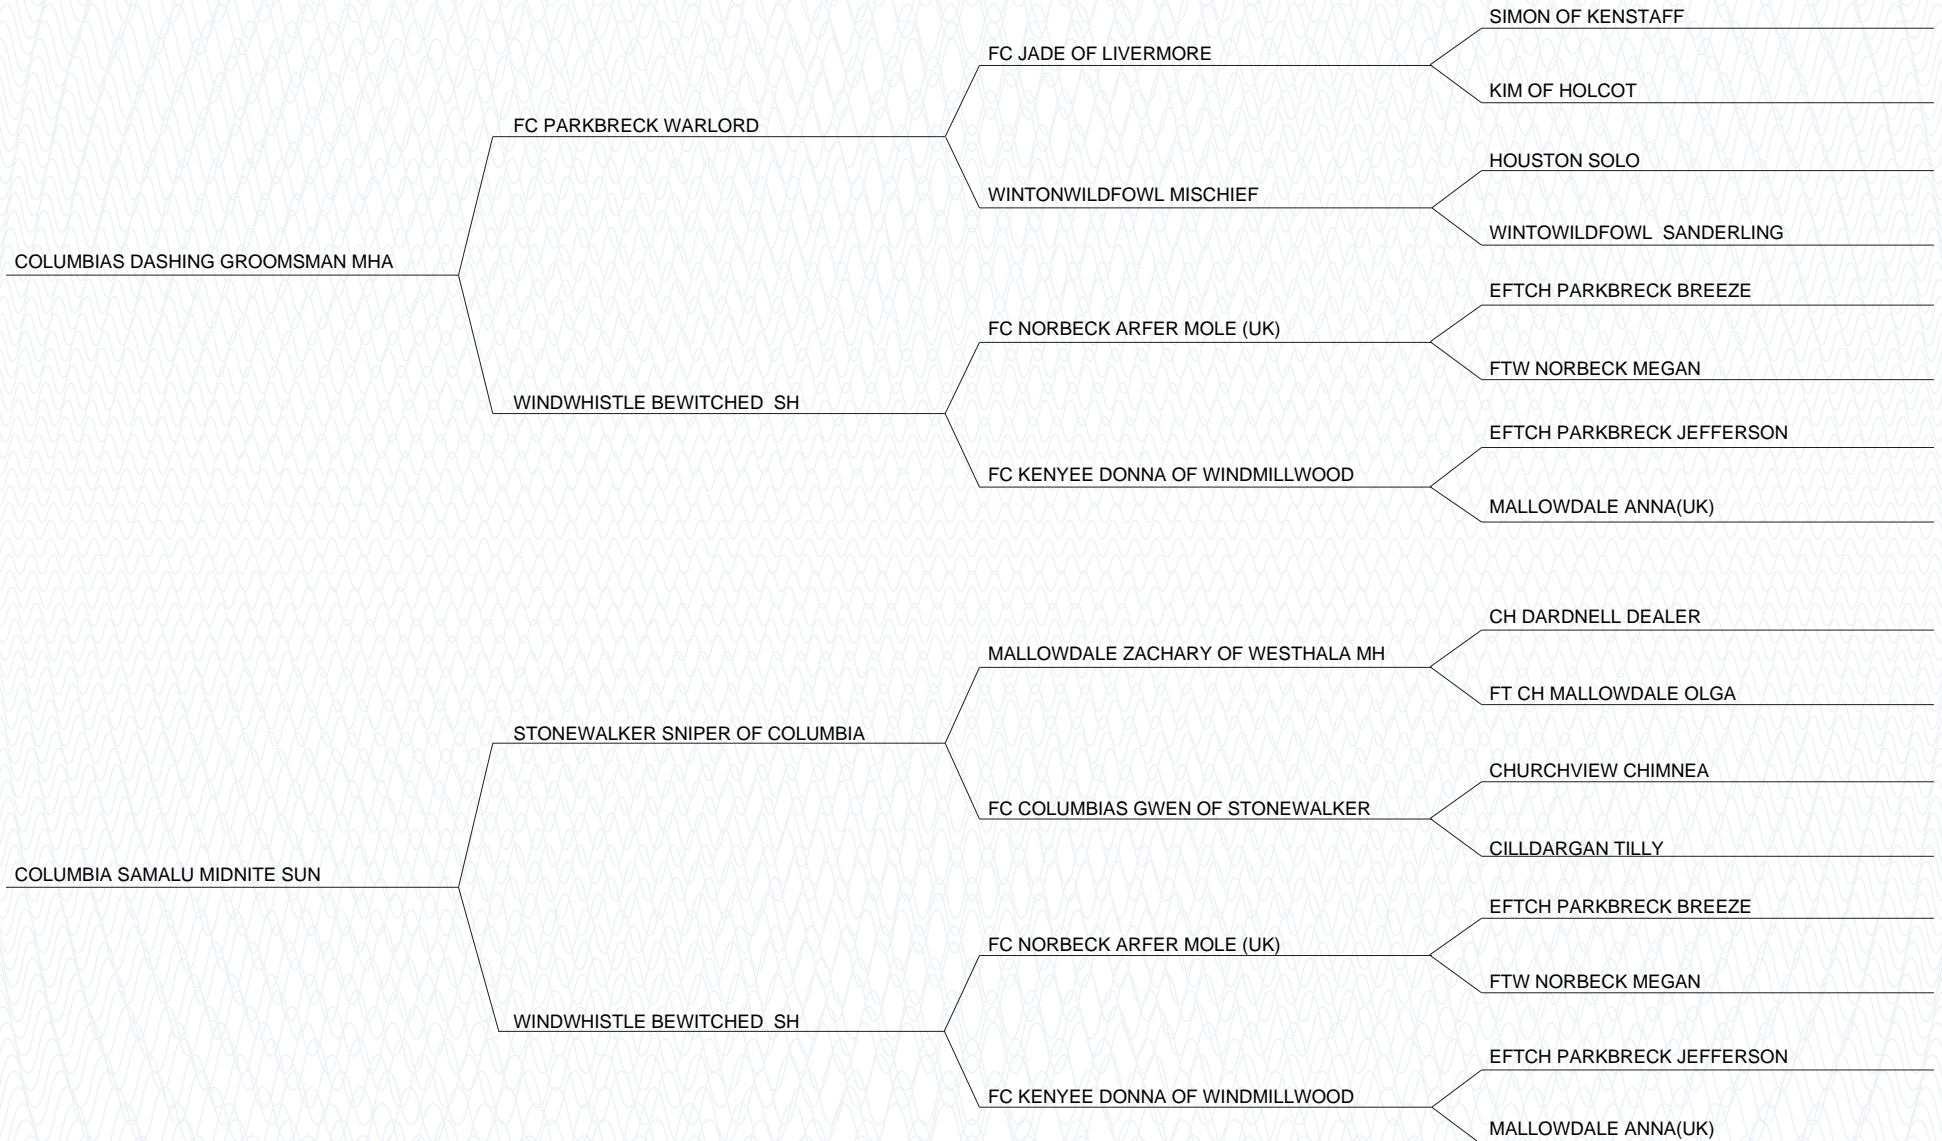 SIMON OF KENSTAFF
FC JADE OF LIVERMORE
KIM OF HOLCOT
FC PARKBRECK WARLORD
HOUSTON SOLO
WINTONWILDFOWL MISCHIEF
WINTOWILDFOWL  SANDERLING
COLUMBIAS DASHING GROOMSMAN MHA
EFTCH PARKBRECK BREEZE
FC NORBECK ARFER MOLE (UK)
FTW NORBECK MEGAN
WINDWHISTLE BEWITCHED  SH
EFTCH PARKBRECK JEFFERSON
FC KENYEE DONNA OF WINDMILLWOOD
MALLOWDALE ANNA(UK)
CH DARDNELL DEALER
MALLOWDALE ZACHARY OF WESTHALA MH
FT CH MALLOWDALE OLGA
STONEWALKER SNIPER OF COLUMBIA
CHURCHVIEW CHIMNEA
FC COLUMBIAS GWEN OF STONEWALKER
CILLDARGAN TILLY
COLUMBIA SAMALU MIDNITE SUN
EFTCH PARKBRECK BREEZE
FC NORBECK ARFER MOLE (UK)
FTW NORBECK MEGAN
WINDWHISTLE BEWITCHED  SH
EFTCH PARKBRECK JEFFERSON
FC KENYEE DONNA OF WINDMILLWOOD
MALLOWDALE ANNA(UK)